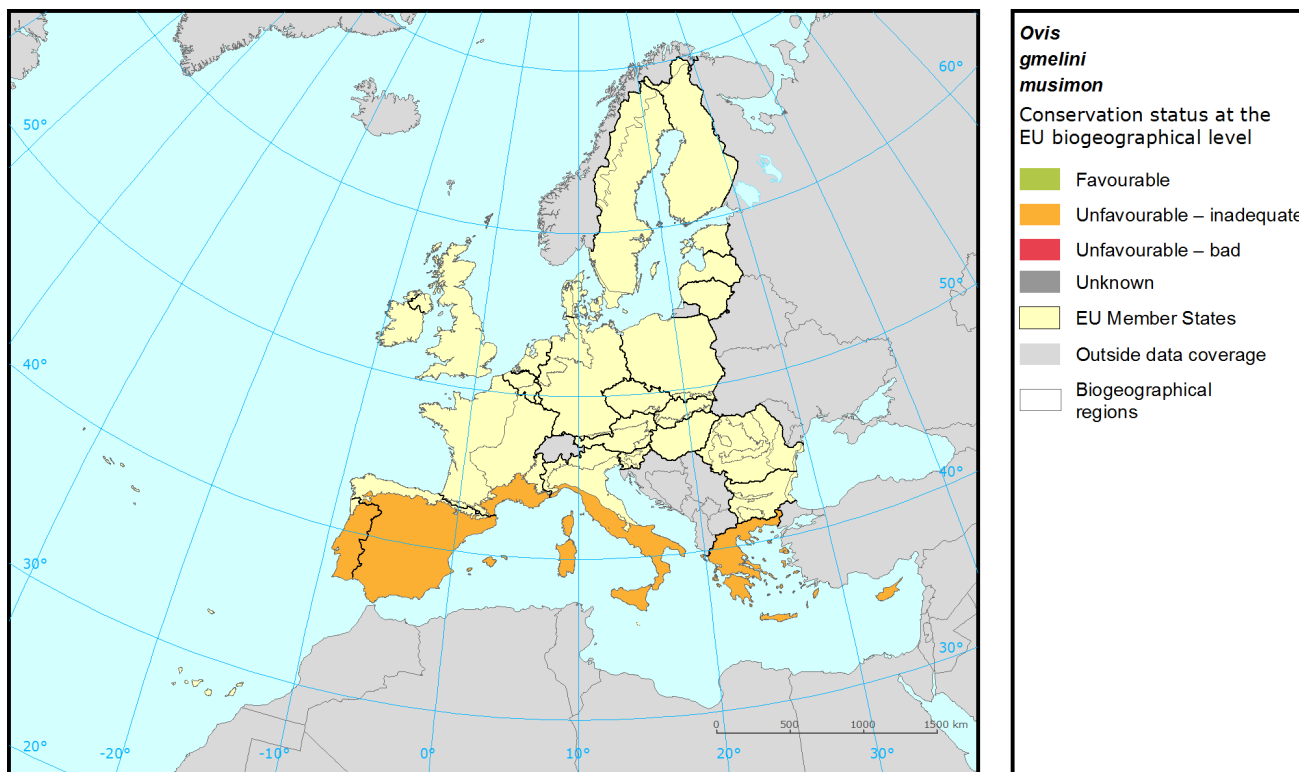 60°
50°
50°
40°
40°
30°
30°
20°
-20°
-10°
0°
10°
20°
30°
0 500 1000 1500 km
Ovis
gmelini
musimon
Conservation status at the
EU biogeographical level
Favourable
Unfavourable – inadequate
Unfavourable – bad
Unknown
EU Member States
Outside data coverage
Biogeographical
regions